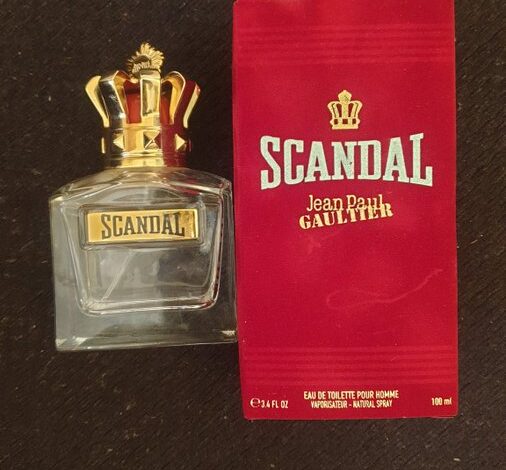 SCANDAL
SCANDAL
Jean Paul
GAULTIER
EAU DE TOILETTE POUR HOMME
VAPORISATEUR - NATURAL SPRAY
e 3.4 FL OZ
100 ml